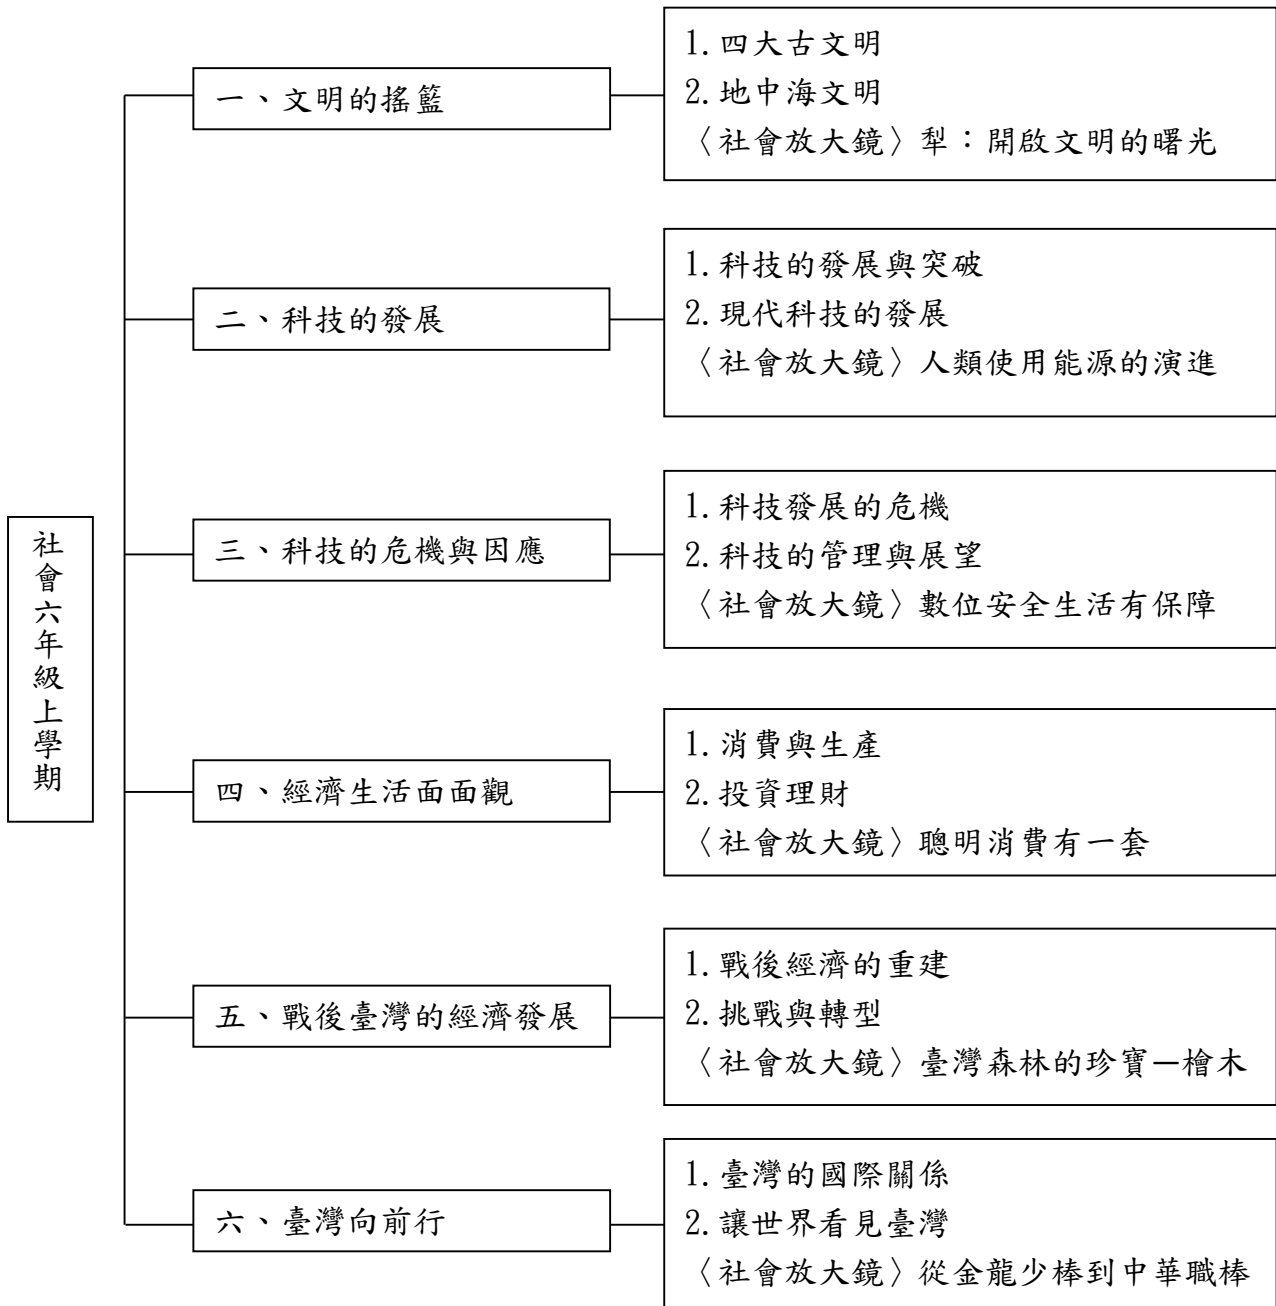 社會六年級上學期
一、文明的搖籃
1.四大古文明
2.地中海文明
〈社會放大鏡〉犁：開啟文明的曙光
二、科技的發展
1.科技的發展與突破
2.現代科技的發展
〈社會放大鏡〉人類使用能源的演進
三、科技的危機與因應
1.科技發展的危機
2.科技的管理與展望
〈社會放大鏡〉數位安全生活有保障
四、經濟生活面面觀
1.消費與生產
2.投資理財
〈社會放大鏡〉聰明消費有一套
五、戰後臺灣的經濟發展
1.戰後經濟的重建
2.挑戰與轉型
〈社會放大鏡〉臺灣森林的珍寶—檜木
六、臺灣向前行
1.臺灣的國際關係
2.讓世界看見臺灣
〈社會放大鏡〉從金龍少棒到中華職棒